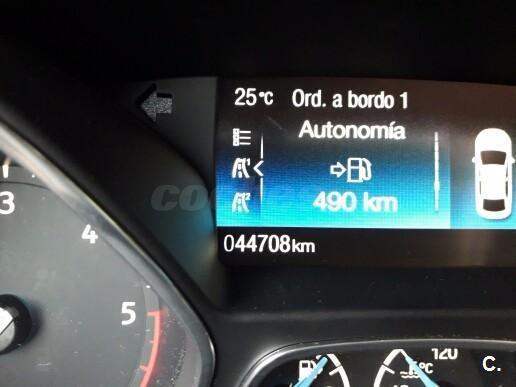 25°C Ord. a bordo 1
Autonomía
490 km
044708km
3
4
5
120
°C
C.